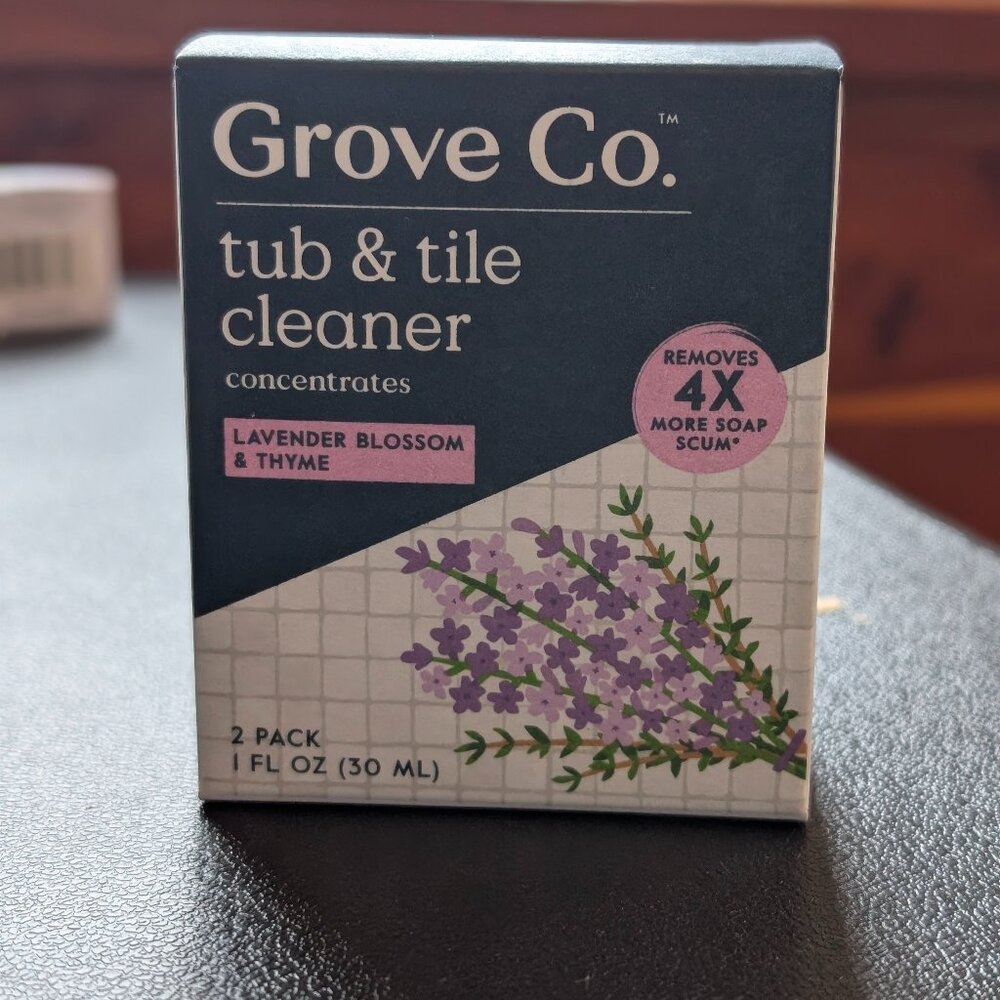 Grove Co.™
tub & tile
cleaner
concentrates
LAVENDER BLOSSOM
& THYME
REMOVES
4X
MORE SOAP
SCUM*
2 PACK
1 FL OZ (30 ML)